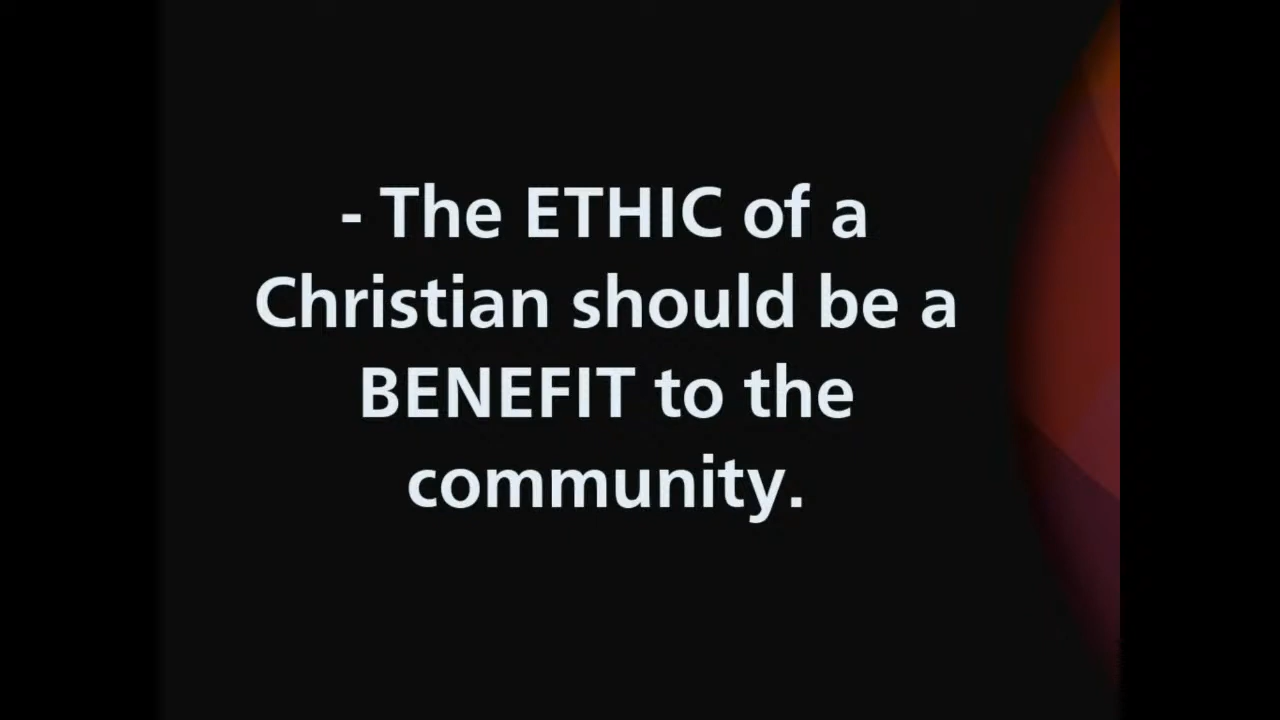 - The ETHIC of a
Christian should be a
BENEFIT to the
community.